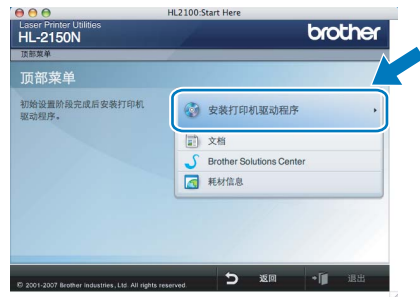 HL2100:Start Here
Laser Printer Utilities
HL-2150N
brother
顶部菜单
顶部菜单
初始设置阶段完成后安装打印机
驱动程序。
安装打印机驱动程序
文档
Brother Solutions Center
耗材信息
© 2001-2007 Brother Industries, Ltd. All rights reserved.
返回
退出